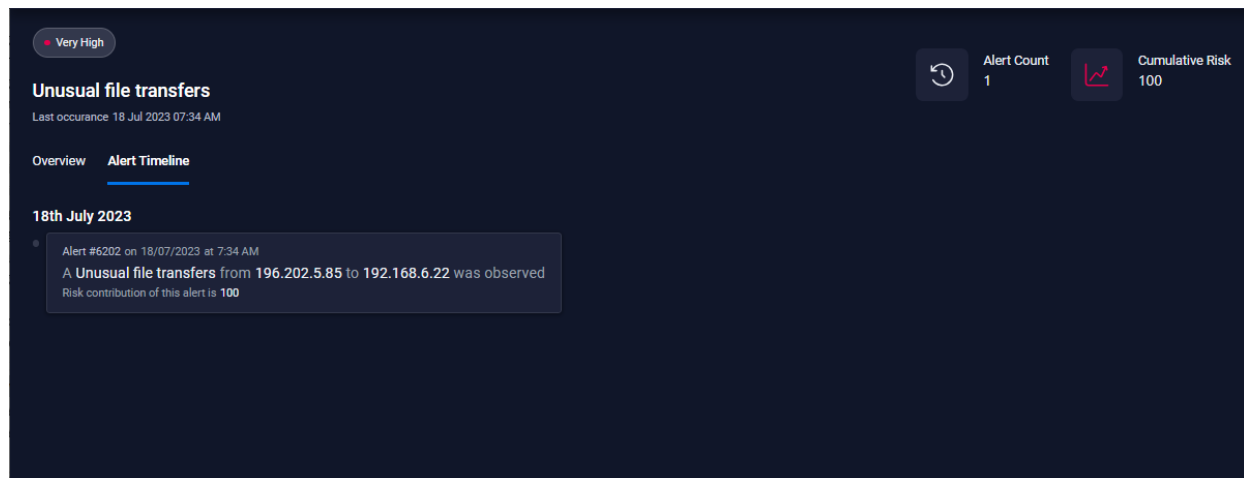 Very High
Unusual file transfers
Last occurance 18 Jul 2023 07:34 AM
Alert Count
1
Cumulative Risk
100
Overview
Alert Timeline
18th July 2023
Alert #6202 on 18/07/2023 at 7:34 AM
A Unusual file transfers from 196.202.5.85 to 192.168.6.22 was observed
Risk contribution of this alert is 100